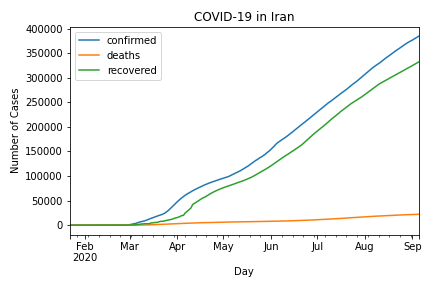 COVID-19 in Iran
400000
350000
300000
250000
200000
150000
100000
50000
0
Number of Cases
confirmed
deaths
recovered
Feb
2020
Mar
Apr
May
Jun
Jul
Aug
Sep
Day